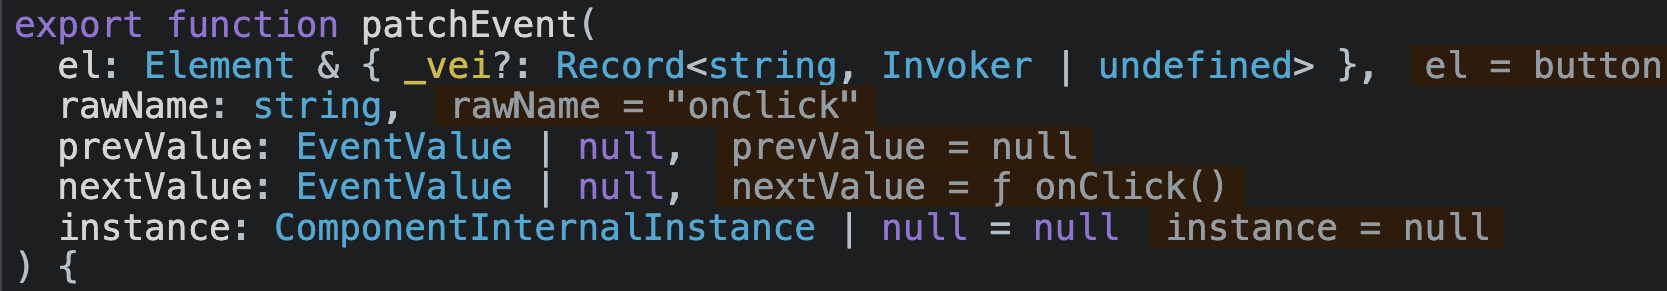 export function patchEvent(
el: Element & { _vei?: Record<string, Invoker | undefined> }, el = button
rawName: string, rawName = "onClick"
prevValue: EventValue | null, prevValue = null
nextValue: EventValue | null, nextValue = ƒ onClick()
instance: ComponentInternalInstance | null = null instance = null
) {